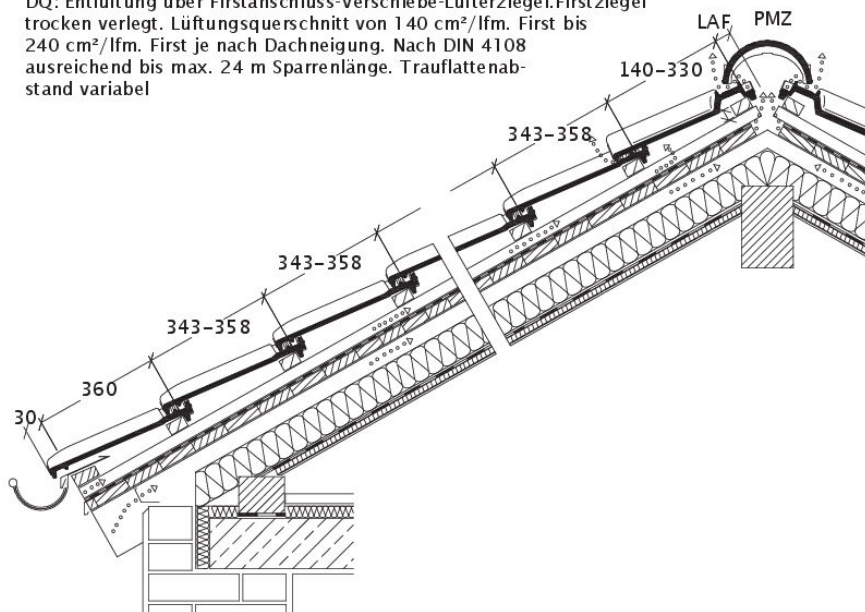 DQ: Entlüftung über Firstanschluss-Verschiebe-Lüfterziegel.Firstziegel
trocken verlegt. Lüftungsquerschnitt von 140 cm²/lfm. First bis
240 cm²/lfm. First je nach Dachneigung. Nach DIN 4108
ausreichend bis max. 24 m Sparrenlänge. Trauflattenab-
stand variabel
LAF PMZ
140-330
343-358
343-358
343-358
360
30